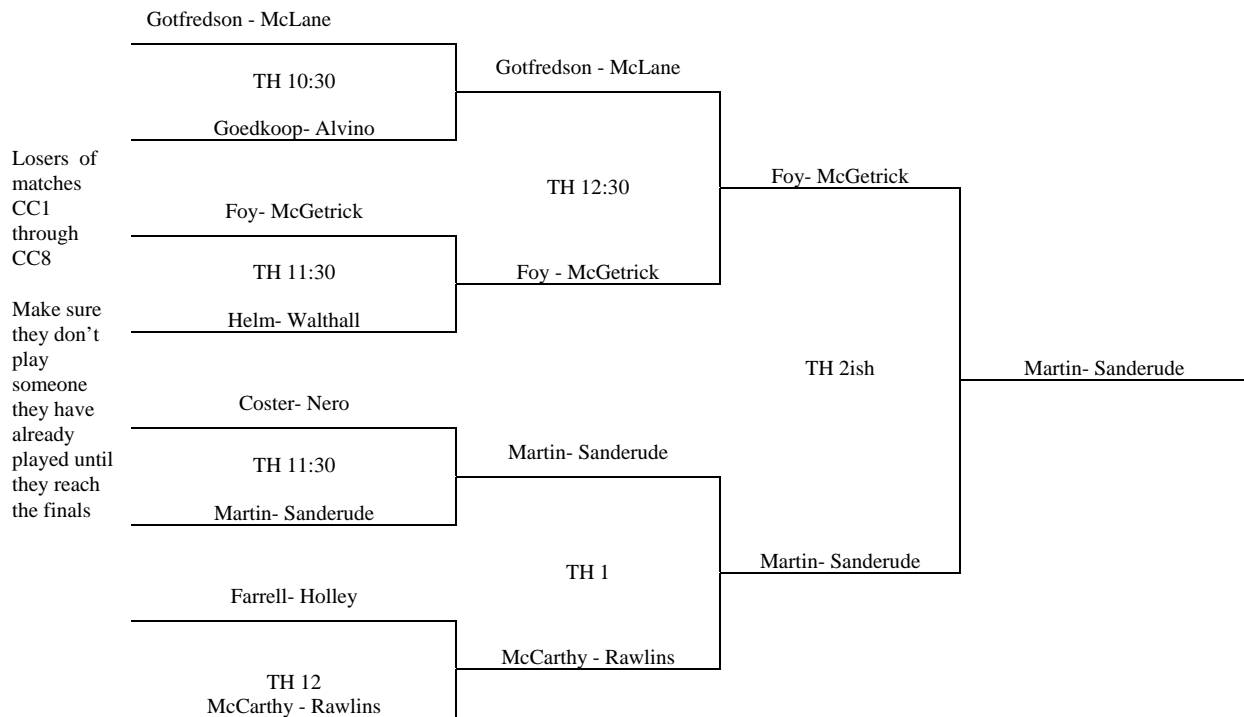 Gotfredson - McLane
TH 10:30
Goedkoop- Alvino
Losers of
matches
CC1
through
CC8
Make sure
they don't
play
someone
they have
already
played until
they reach
the finals
Foy- McGetrick
TH 11:30
Helm- Walthall
Coster- Nero
TH 11:30
Martin- Sanderude
Farrell- Holley
TH 12
McCarthy - Rawlins
Gotfredson - McLane
TH 12:30
Foy - McGetrick
Martin- Sanderude
TH 1
McCarthy - Rawlins
Foy- McGetrick
TH 2ish
Martin- Sanderude
Martin- Sanderude